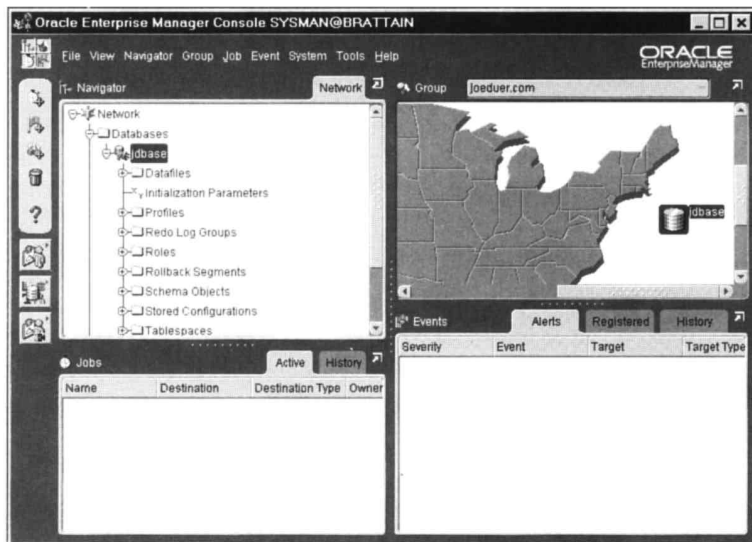 Oracle Enterprise Manager Console SYSMAN@BRATTAIN
File View Navigator Group Job Event System Tools Help
ORACLE
EnterpriseManager
Navigator
Network
Network
Databases
jdbase
Datafiles
Initialization Parameters
Profiles
Redo Log Groups
Roles
Rollback Segments
Schema Objects
Stored Configurations
Tablespaces
Group
joeduer.com
jdbase
Jobs
Active
History
Name Destination Destination Type Owner
Events
Alerts
Registered
History
Severity Event Target Target Type